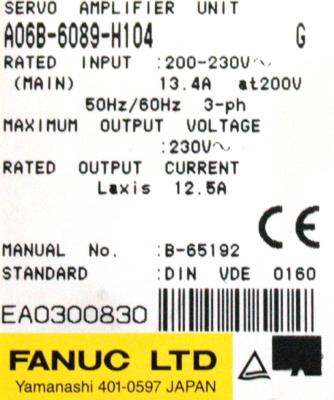 SERVO AMPLIFIER UNIT
A06B-6089-H104 G
RATED INPUT :200-230V~
(MAIN) 13.4A at200V
50Hz/60Hz 3-ph
MAXIMUM OUTPUT VOLTAGE
:230V~
RATED OUTPUT CURRENT
Laxis 12.5A
CE
MANUAL No. :B-65192
STANDARD :DIN VDE 0160
EA0300830
FANUC LTD
Yamanashi 401-0597 JAPAN